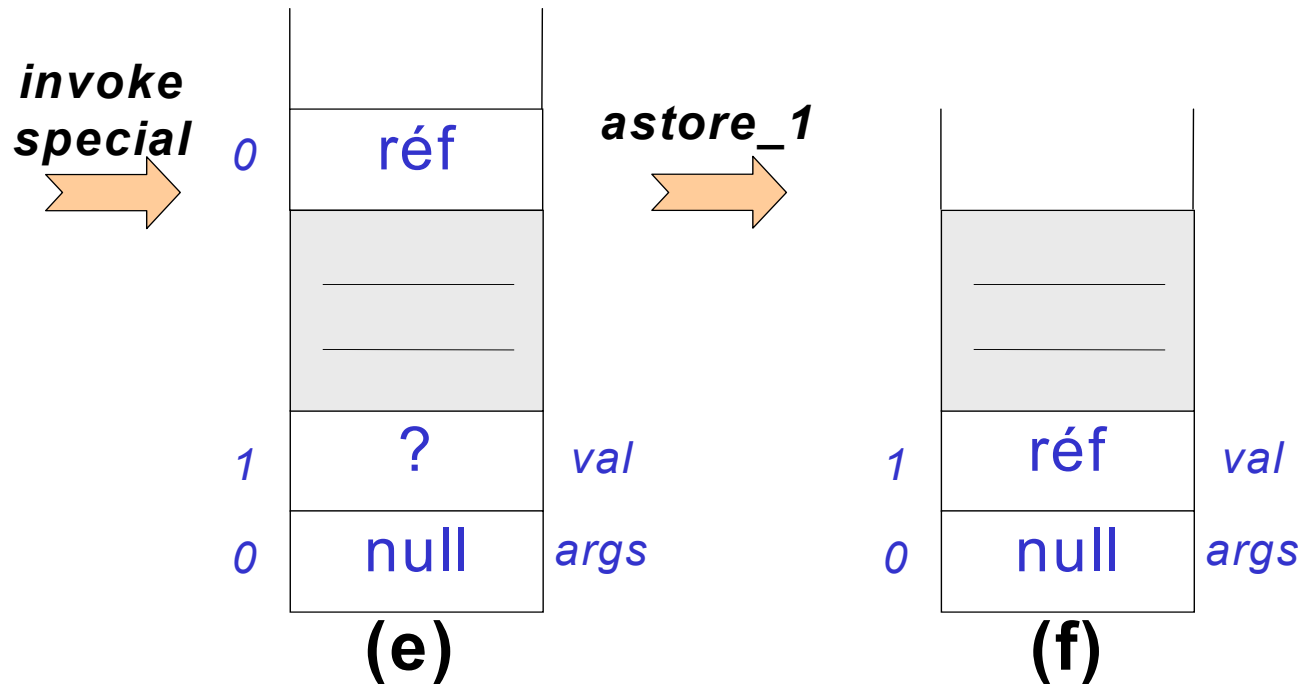 invoke
special
0
réf
astore_1
1
?
val
1
réf
val
0
null
args
0
null
args
(e)
(f)